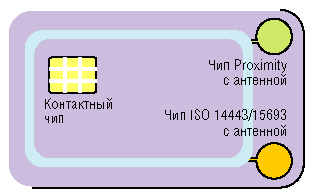 Чип Proximity
с антенной
Контактный
чип
Чип ISO 14443/15693
с антенной